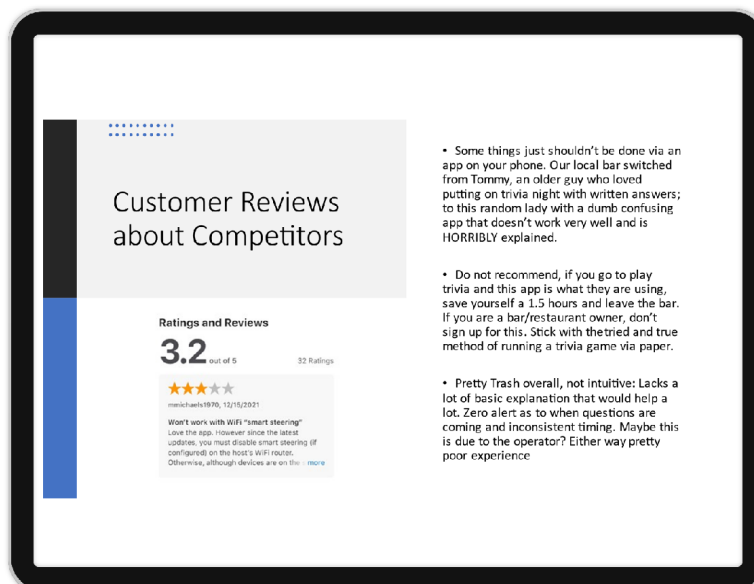 Customer Reviews
about Competitors
Ratings and Reviews
3.2 out of 5
32 Ratings
mmichaels1970, 12/15/2021
Won't work with WiFi "smart steering"
Love the app. However since the latest
updates, you must disable smart steering (if
configured) on the host's WiFi router.
Otherwise, although devices are on the more
• Some things just shouldn't be done via an
app on your phone. Our local bar switched
from Tommy, an older guy who loved
putting on trivia night with written answers;
to this random lady with a dumb confusing
app that doesn't work very well and is
HORRIBLY explained.
• Do not recommend, if you go to play
trivia and this app is what they are using,
save yourself a 1.5 hours and leave the bar.
If you are a bar/restaurant owner, don't
sign up for this. Stick with thetried and true
method of running a trivia game via paper.
• Pretty Trash overall, not intuitive: Lacks a
lot of basic explanation that would help a
lot. Zero alert as to when questions are
coming and inconsistent timing. Maybe this
is due to the operator? Either way pretty
poor experience